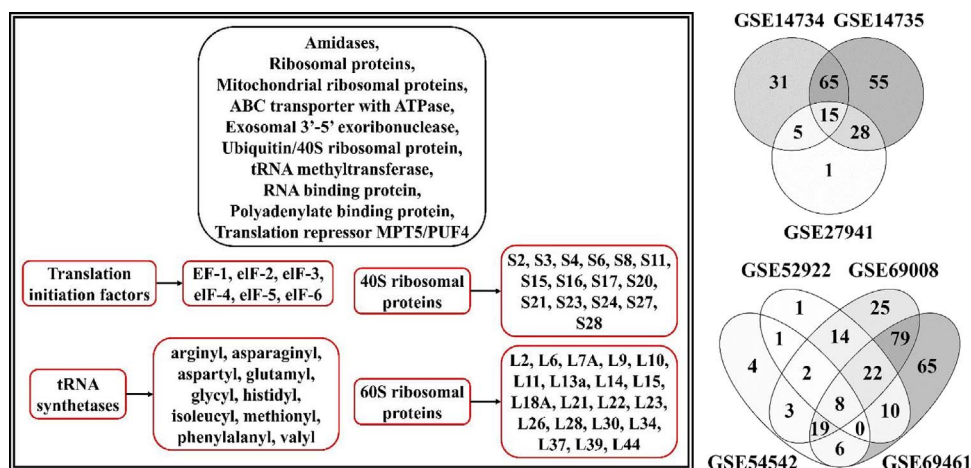 Amidases,
Ribosomal proteins,
Mitochondrial ribosomal proteins,
ABC transporter with ATPase,
Exosomal 3’-5’ exoribonuclease,
Ubiquitin/40S ribosomal protein,
tRNA methyltransferase,
RNA binding protein,
Polyadenylate binding protein,
Translation repressor MPT5/PUF4
Translation
initiation factors
EF-1, eIF-2, eIF-3,
eIF-4, eIF-5, eIF-6
40S ribosomal
proteins
S2, S3, S4, S6, S8, S11,
S15, S16, S17, S20,
S21, S23, S24, S27,
S28
tRNA
synthetases
arginyl, asparaginyl,
aspartyl, glutamyl,
glycyl, histidyl,
isoleucyl, methionyl,
phenylalanyl, valyl
60S ribosomal
proteins
L2, L6, L7A, L9, L10,
L11, L13a, L14, L15,
L18A, L21, L22, L23,
L26, L28, L30, L34,
L37, L39, L44
GSE14734 GSE14735
31 65 55
15
5 28
1
GSE27941
GSE52922 GSE69008
1 25
1 14 79
4 2 22 65
8
3 10
19 0
6
GSE54542 GSE69461